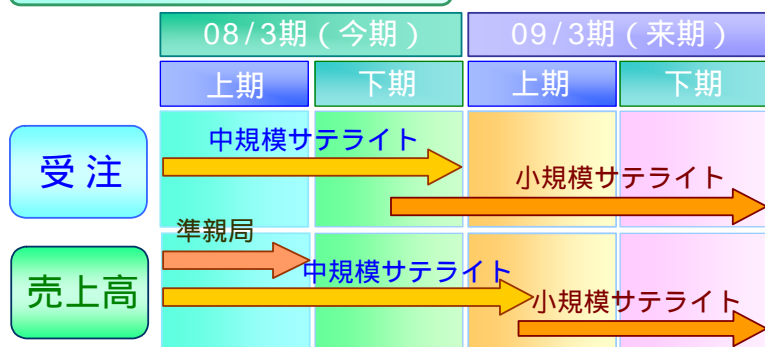 08/3期(今期) 09/3期(来期)
上期 下期 上期 下期
受注
中規模サテライト
小規模サテライト
準親局
売上高
中規模サテライト
小規模サテライト